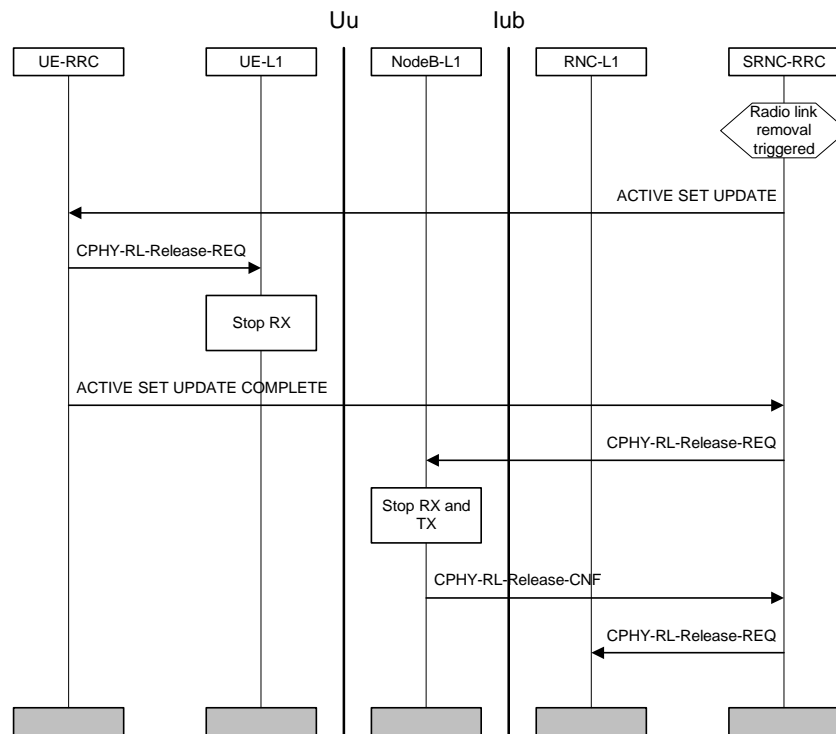 Uu
Iub
UE-RRC
UE-L1
NodeB-L1
RNC-L1
SRNC-RRC
Radio link
removal
triggered
ACTIVE SET UPDATE
CPHY-RL-Release-REQ
Stop RX
ACTIVE SET UPDATE COMPLETE
CPHY-RL-Release-REQ
Stop RX and
TX
CPHY-RL-Release-CNF
CPHY-RL-Release-REQ